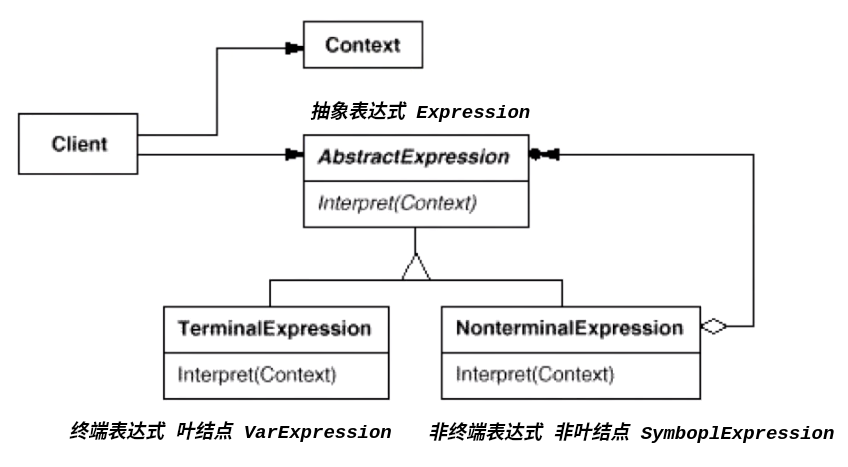 Context
抽象表达式 Expression
Client
AbstractExpression
Interpret(Context)
TerminalExpression
Interpret(Context)
NonterminalExpression
Interpret(Context)
终端表达式 叶结点 VarExpression
非终端表达式 非叶结点 SymboplExpression